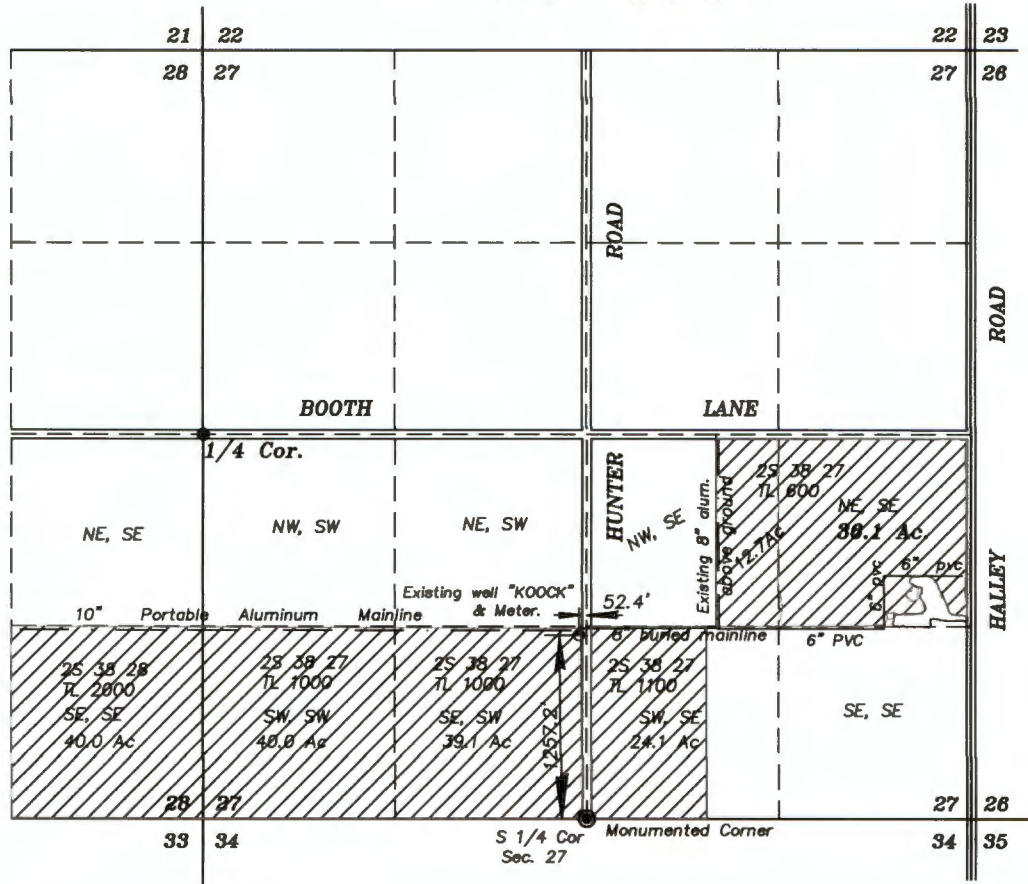 21 22
22 23
28 27
27 26
ROAD
ROAD
BOOTH
LANE
1/4 Cor.
HUNTER
NE, SE
NW, SW
NE, SW
NW, SE
Existing 8" alum.
above ground
2S 38 27
TL 600
12.7Ac
NE, SE
36.1 Ac.
6" pvc
6" pvc
HALLEY
Existing well "KOOCK"
& Meter.
52.4'
10" Portable Aluminum Mainline
buried mainline
6" PVC
2S 38 28
TL 2000
SE, SE
40.0 Ac
2S 38 27
TL 1000
SW, SW
40.0 Ac
2S 38 27
TL 1000
SE, SW
39.1 Ac
1257.2'
2S 38 27
TL 1100
SW, SE
24.1 Ac
SE, SE
28 27
27 26
33 34
34 35
S 1/4 Cor
Sec. 27
Monumented Corner